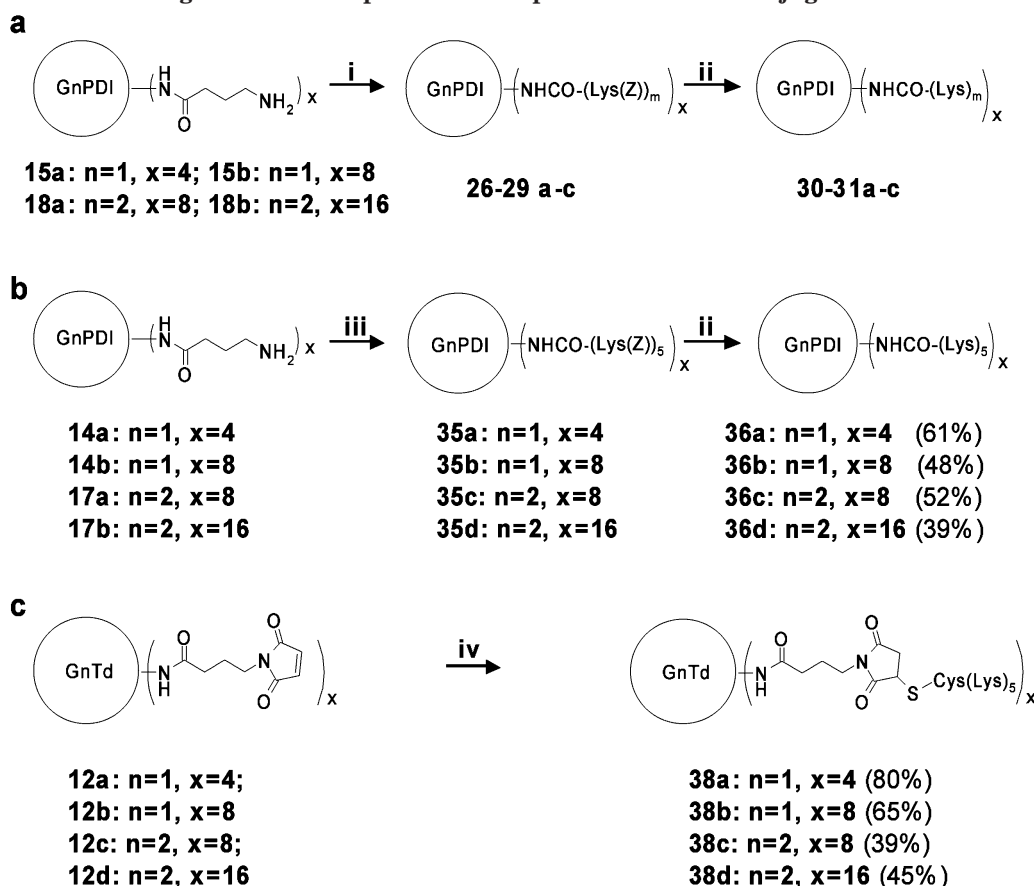 a
GnPDI
H
N
O
NH2
x
i
GnPDI
NHCO-(Lys(Z))m
x
ii
GnPDI
NHCO-(Lys)m
x
15a: n=1, x=4; 15b: n=1, x=8
18a: n=2, x=8; 18b: n=2, x=16
26-29 a-c
30-31a-c
b
GnPDI
H
N
O
NH2
x
iii
GnPDI
NHCO-(Lys(Z))5
x
ii
GnPDI
NHCO-(Lys)5
x
14a: n=1, x=4
14b: n=1, x=8
17a: n=2, x=8
17b: n=2, x=16
35a: n=1, x=4
35b: n=1, x=8
35c: n=2, x=8
35d: n=2, x=16
36a: n=1, x=4 (61%)
36b: n=1, x=8 (48%)
36c: n=2, x=8 (52%)
36d: n=2, x=16 (39%)
c
GnTd
N
H
O
N
O
O
x
iv
GnTd
N
H
O
N
O
O
S
Cys(Lys)5
x
12a: n=1, x=4;
12b: n=1, x=8
12c: n=2, x=8;
12d: n=2, x=16
38a: n=1, x=4 (80%)
38b: n=1, x=8 (65%)
38c: n=2, x=8 (39%)
38d: n=2, x=16 (45%)